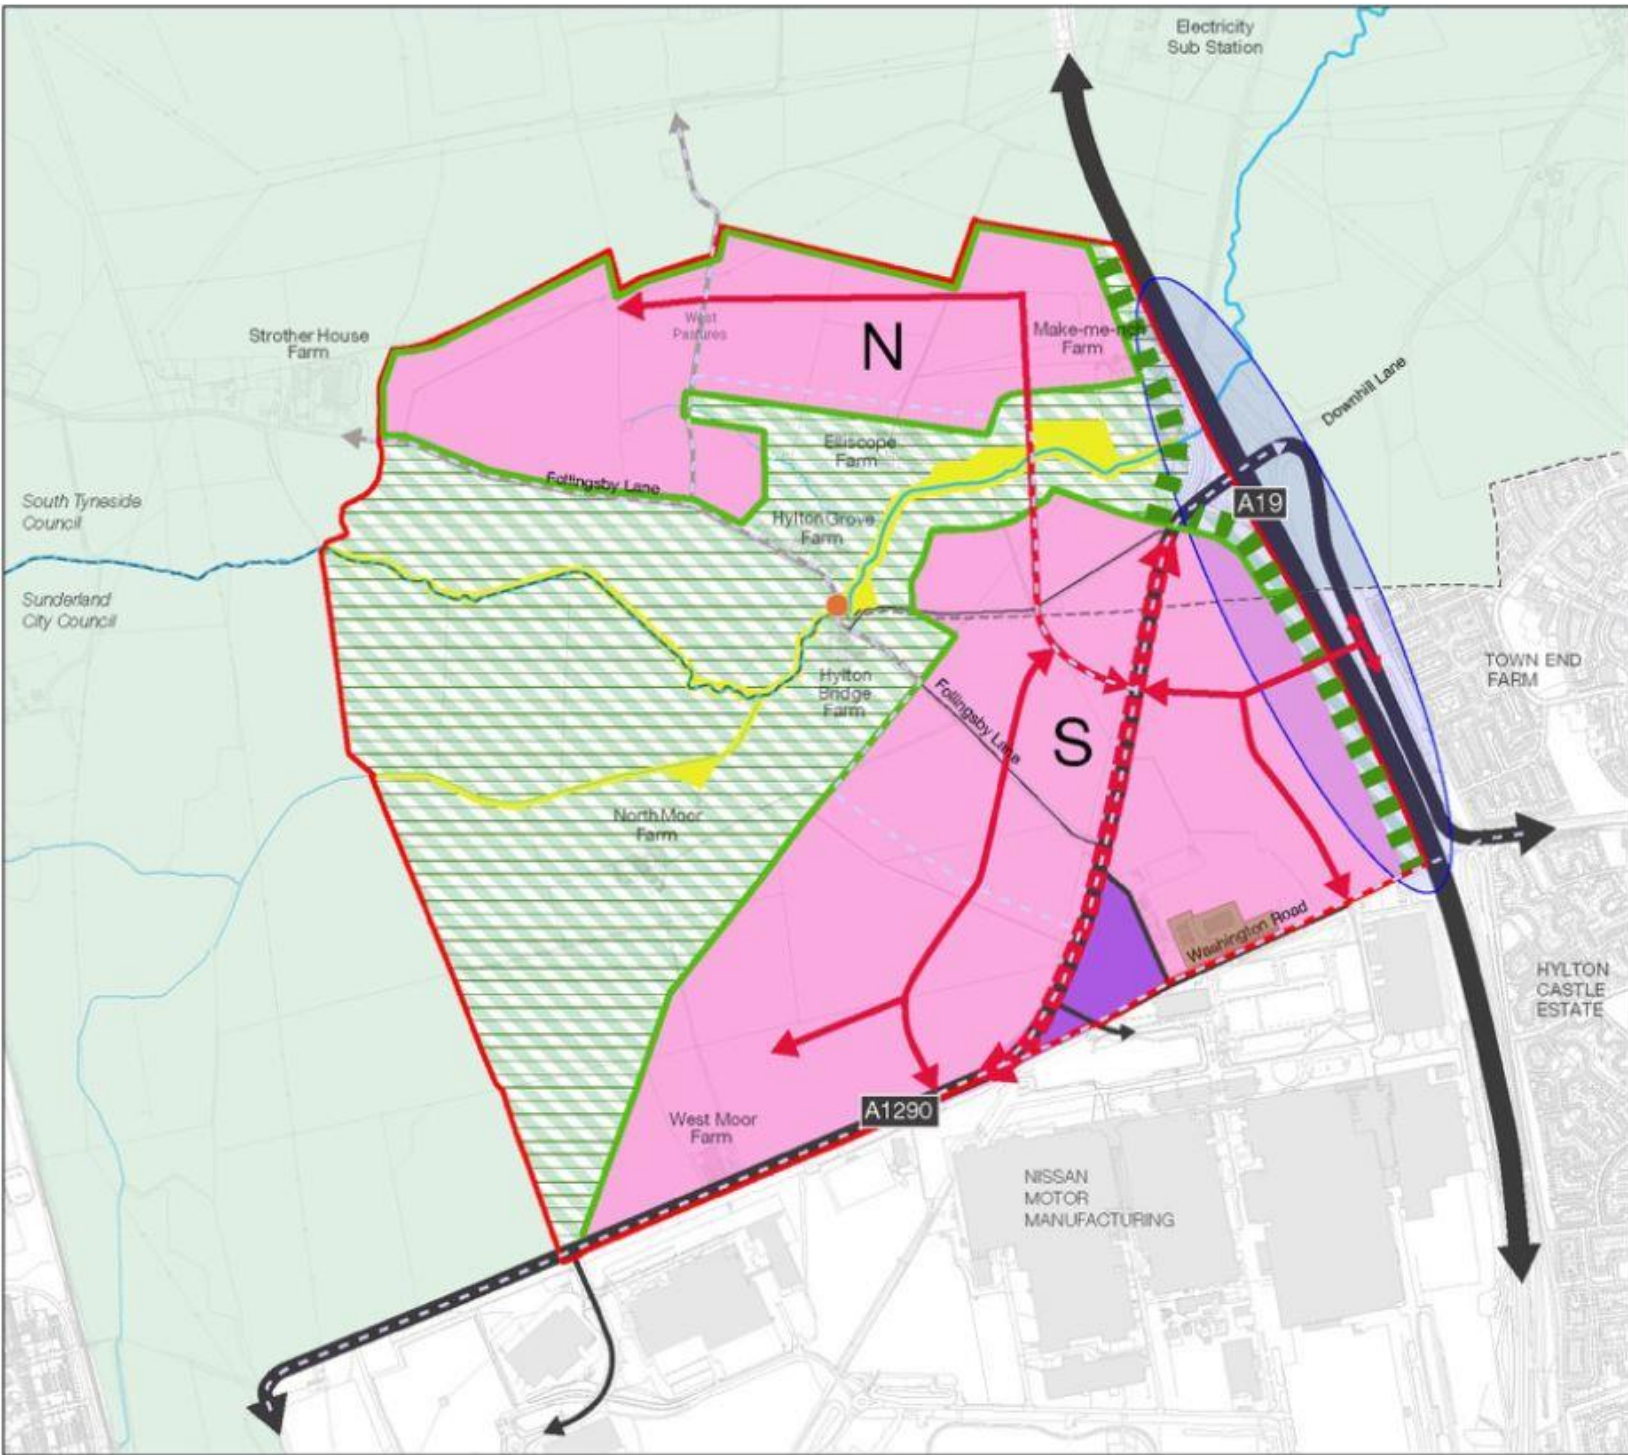 Electricity
Sub Station
N
West
Pastures
Make-me-rich
Farm
Strother House
Farm
Downhill Lane
Elliscope
Farm
Follingsby Lane
A19
South Tyneside
Council
Hylton Grove
Farm
Sunderland
City Council
TOWN END
FARM
Hylton
Bridge
Farm
Follingsby Lane
S
North Moor
Farm
Washington Road
HYLTON
CASTLE
ESTATE
A1290
West Moor
Farm
NISSAN
MOTOR
MANUFACTURING